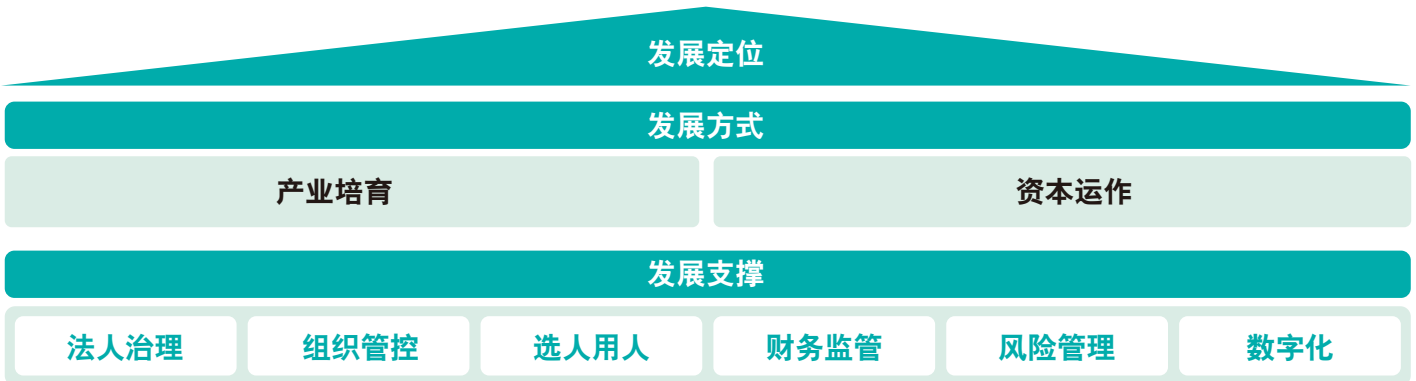 发展定位
发展方式
产业培育 资本运作
发展支撑
法人治理 组织管控 选人用人 财务监管 风险管理 数字化